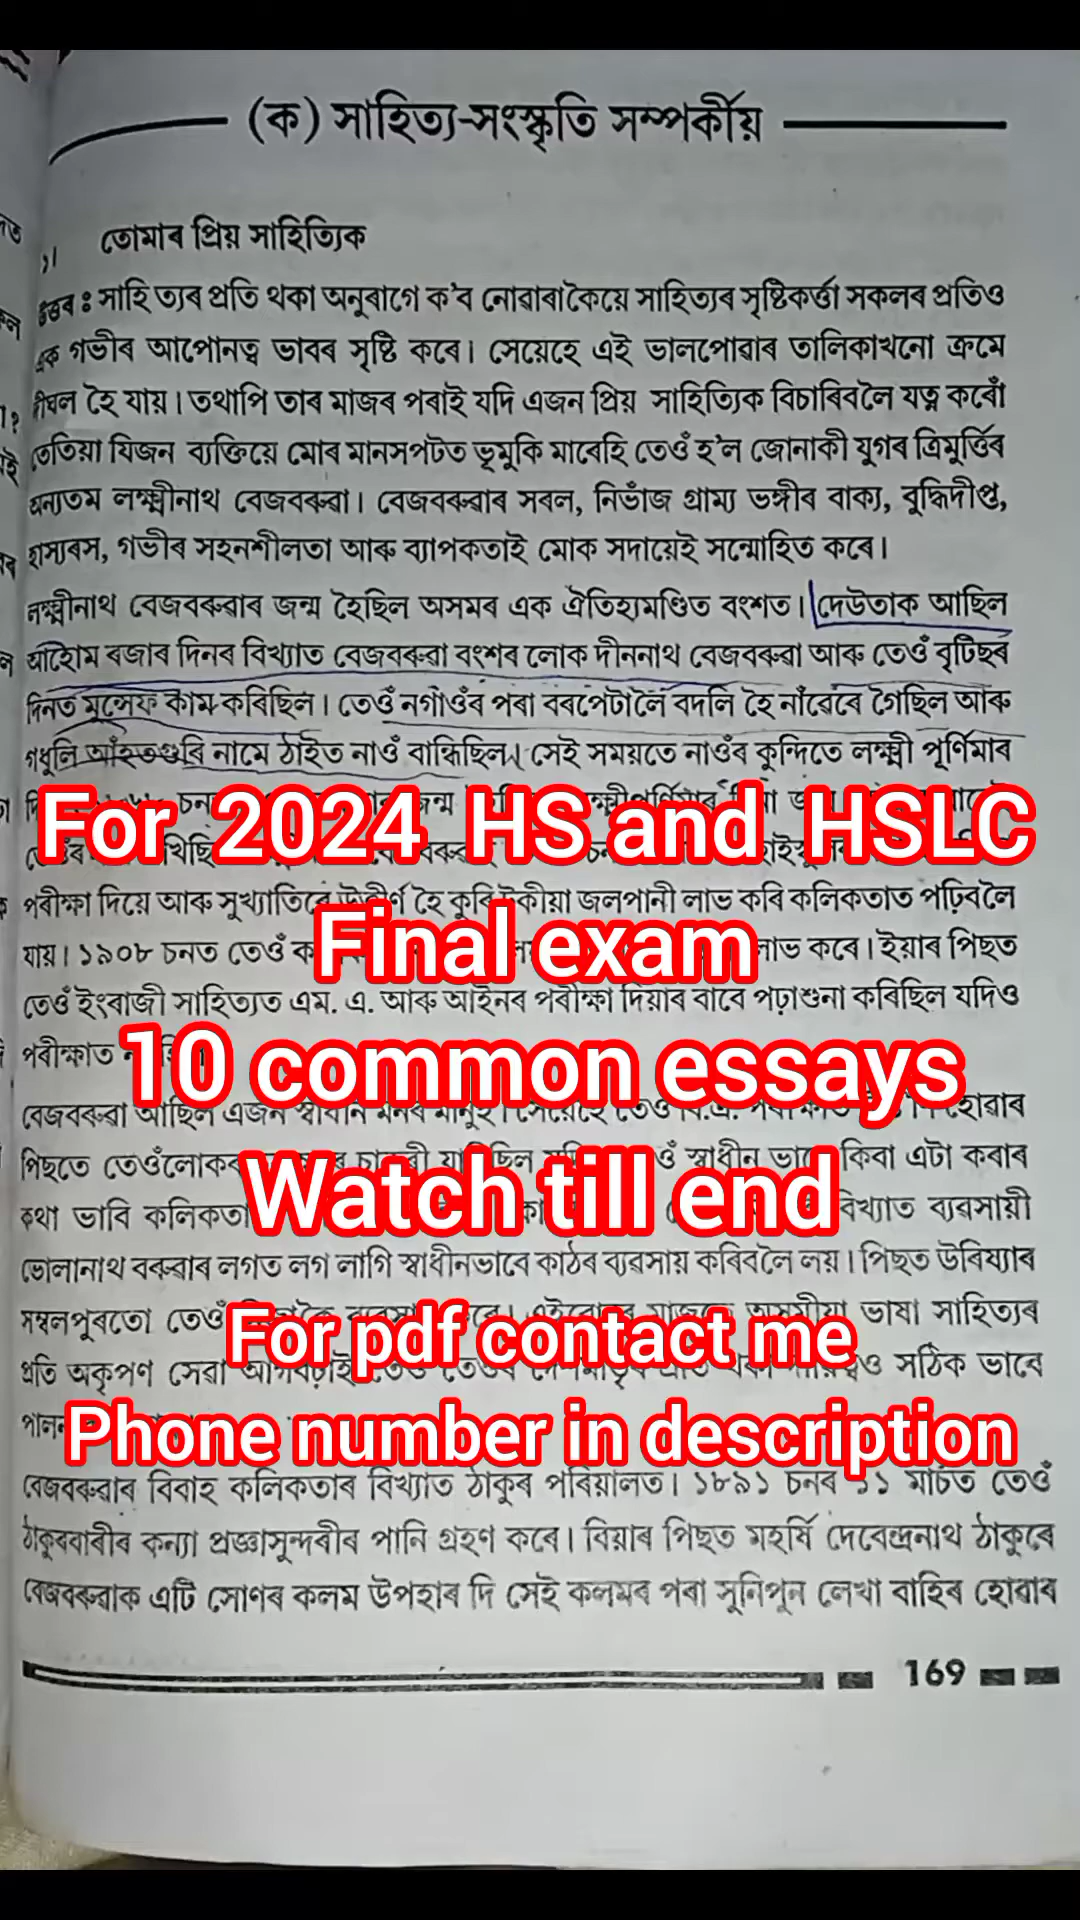 (ক) সাহিত্য-সংস্কৃতি সম্পৰ্কীয়
১। তোমাৰ প্ৰিয় সাহিত্যিক
উত্তৰ ঃ সাহিত্যৰ প্ৰতি থকা অনুৰাগে ক'ব নোৱাৰাকৈয়ে সাহিত্যৰ সৃষ্টিকৰ্ত্তা সকলৰ প্ৰতিও
এক গভীৰ আপোনত্ব ভাবৰ সৃষ্টি কৰে। সেয়েহে এই ভালপোৱাৰ তালিকাখনো ক্ৰমে
দীঘল হৈ যায়। তথাপি তাৰ মাজৰ পৰাই যদি এজন প্ৰিয় সাহিত্যিক বিচাৰিবলৈ যত্ন কৰোঁ
তেতিয়া যিজন ব্যক্তিয়ে মোৰ মানসপটত ভূমুকি মাৰেহি তেওঁ হ'ল জোনাকী যুগৰ ত্ৰিমুৰ্ত্তিৰ
অন্যতম লক্ষ্মীনাথ বেজবৰুৱা। বেজবৰুৱাৰ সৰল, নিভাঁজ গ্ৰাম্য ভঙ্গীৰ বাক্য, বুদ্ধিদীপ্ত,
হাস্যৰস, গভীৰ সহনশীলতা আৰু ব্যাপকতাই মোক সদায়েই সন্মোহিত কৰে।
লক্ষ্মীনাথ বেজবৰুৱাৰ জন্ম হৈছিল অসমৰ এক ঐতিহ্যমণ্ডিত বংশত। দেউতাক আছিল
আহোম ৰজাৰ দিনৰ বিখ্যাত বেজবৰুৱা বংশৰ লোক দীননাথ বেজবৰুৱা আৰু তেওঁ বৃটিছৰ
দিনত মুন্সেফ কাম কৰিছিল। তেওঁ নগাওঁৰ পৰা বৰপেটালৈ বদলি হৈ নাৱেৰে গৈছিল আৰু
গধুলি আঁহতগুৰি নামে ঠাইত নাওঁ বান্ধিছিল। সেই সময়তে নাওঁৰ কুন্দিতে লক্ষ্মী পূৰ্ণিমাৰ
For 2024 HS and HSLC
পৰীক্ষা দিয়ে আৰু সুখ্যাতিৰে উত্তীৰ্ণ হৈ কুৰি টকীয়া জলপানী লাভ কৰি কলিকতাত পঢ়িবলৈ
Final exam
যায়। ১৯০৮ চনত তেওঁ লাভ কৰে। ইয়াৰ পিছত
তেওঁ ইংৰাজী সাহিত্যত এম. এ. আৰু আইনৰ পৰীক্ষা দিয়াৰ বাবে পঢ়াশুনা কৰিছিল যদিও
পৰীক্ষাত
10 common essays
বেজবৰুৱা আছিল এজন স্বাধীন মনৰ মানুহ। সেয়েহে তেওঁ বি.এ. হোৱাৰ
পিছতে তেওঁলোকৰ স্বাধীন কিবা এটা কৰাৰ
Watch till end
কথা ভাবি কলিকতা বিখ্যাত ব্যৱসায়ী
ভোলানাথ বৰুৱাৰ লগত লগ লাগি স্বাধীনভাবে কাঠৰ ব্যৱসায় কৰিবলৈ লয়। পিছত উৰিষ্যাৰ
সম্বলপুৰতো তেওঁ অসমীয়া ভাষা সাহিত্যৰ
For pdf contact me
প্ৰতি অকৃপণ সেৱা আগবঢ়াই সঠিক ভাবে
Phone number in description
বেজবৰুৱাৰ বিবাহ কলিকতাৰ বিখ্যাত ঠাকুৰ পৰিয়ালত। ১৮৯১ চনৰ ১১ মাৰ্চত তেওঁ
ঠাকুৰবাৰীৰ কন্যা প্ৰজ্ঞাসুন্দৰীৰ পানি গ্ৰহণ কৰে। বিয়াৰ পিছত মহৰ্ষি দেবেন্দ্ৰনাথ ঠাকুৰে
বেজবৰুৱাক এটি সোণৰ কলম উপহাৰ দি সেই কলমৰ পৰা সুনিপুন লেখা বাহিৰ হোৱাৰ
169